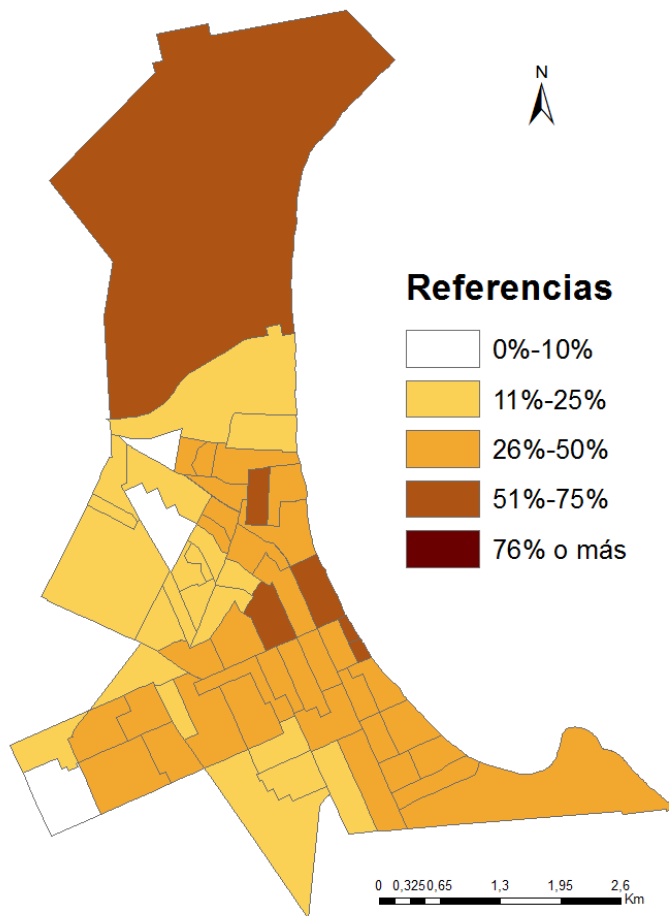 N
Referencias
0%-10%
11%-25%
26%-50%
51%-75%
76% o más
0 0,325 0,65 1,3 1,95 2,6
Km